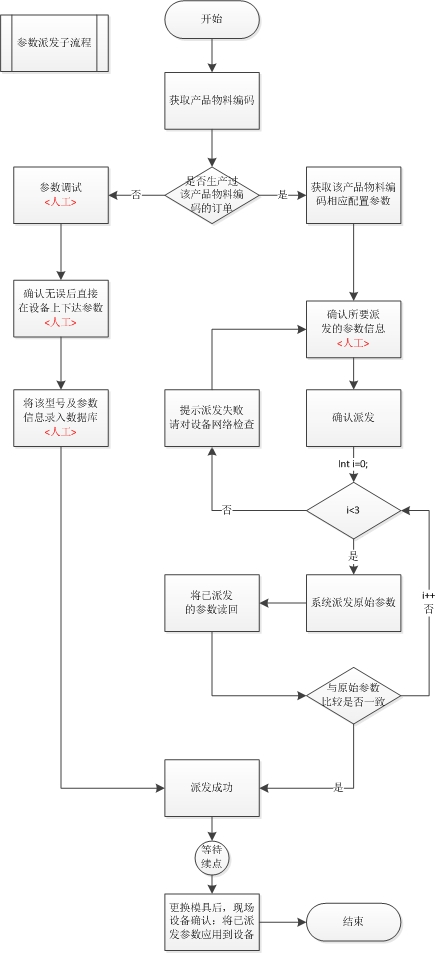 开始
参数派发子流程
获取产品物料编码
是否生产过
该产品物料编
码的订单
否
是
参数调试
<人工>
获取该产品物料编
码相应配置参数
确认无误后直接
在设备上下达参数
<人工>
确认所要派
发的参数信息
<人工>
将该型号及参数
信息录入数据库
<人工>
提示派发失败
请对设备网络检查
确认派发
Int i=0;
i<3
否
是
将已派发
的参数读回
系统派发原始参数
i++
否
与原始参数
比较是否一致
是
派发成功
等待
续点
更换模具后，现场
设备确认：将已派
发参数应用到设备
结束